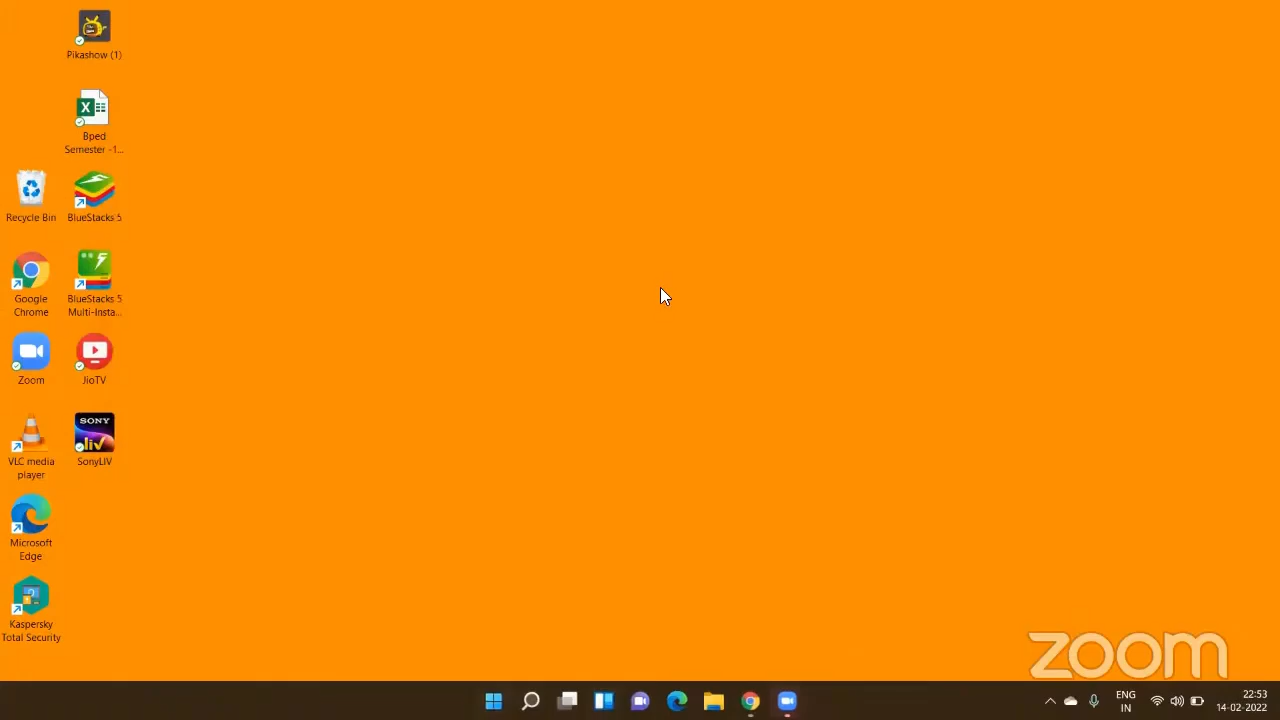 Pikashow (1)
Bped
Semester -1...
Recycle Bin
BlueStacks 5
Google
Chrome
BlueStacks 5
Multi-Insta...
Zoom
JioTV
SONY
liv
VLC media
player
SonyLIV
Microsoft
Edge
Kaspersky
Total Security
zoom
ENG
IN
22:53
14-02-2022